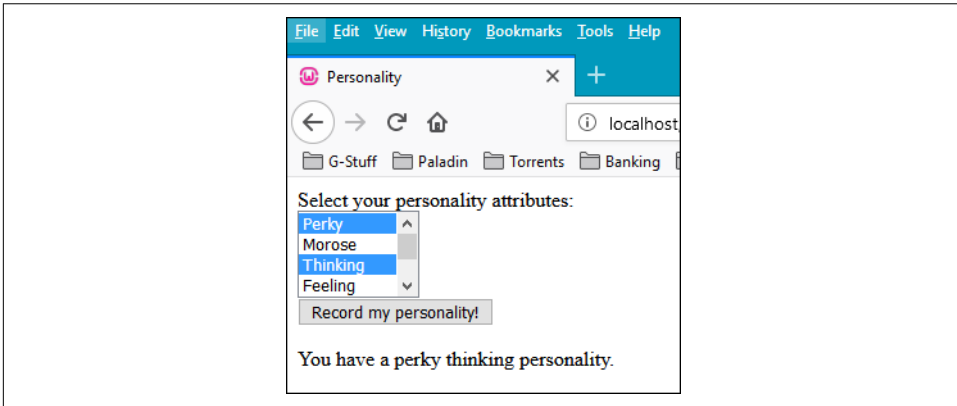 File Edit View History Bookmarks Tools Help
Personality
localhost
G-Stuff Paladin Torrents Banking
Select your personality attributes:
Perky
Morose
Thinking
Feeling
Record my personality!
You have a perky thinking personality.